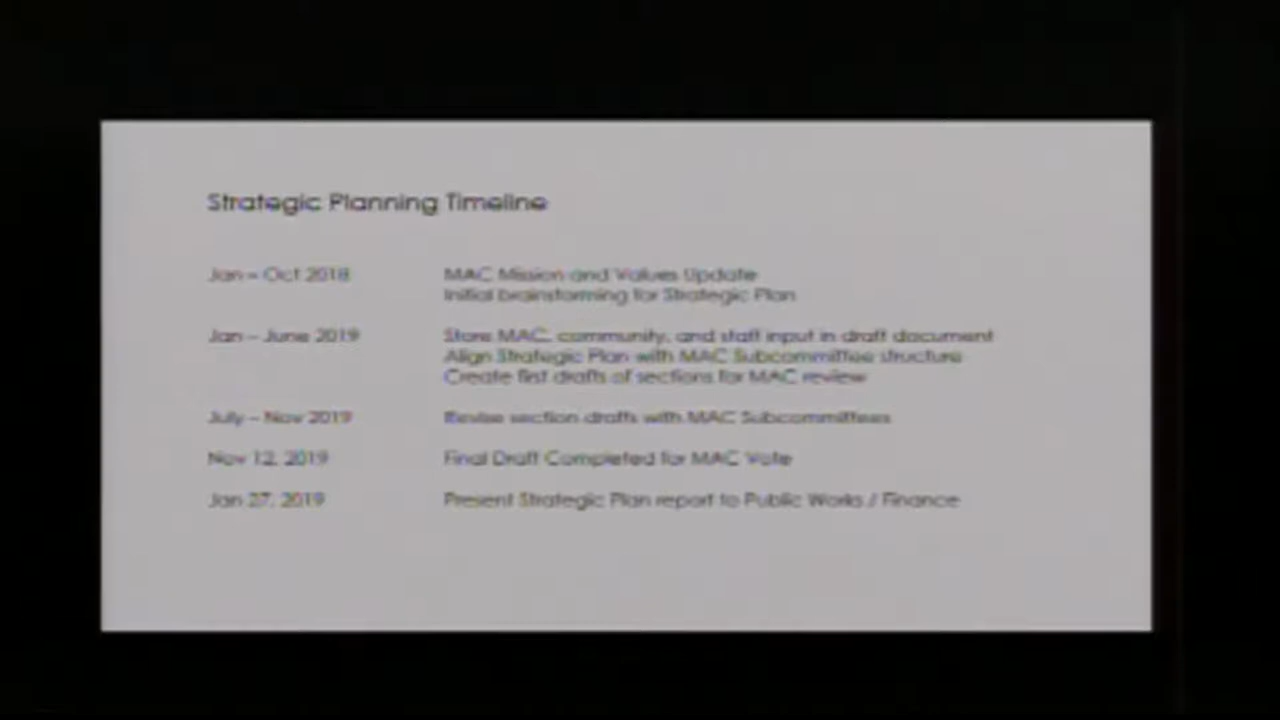 Strategic Planning Timeline
Jan – Oct 2018 MAC Mission and Values Update
Initial brainstorming for Strategic Plan
Jan – June 2019 Store MAC, community, and staff input in draft document
Align Strategic Plan with MAC Subcommittee structure
Create first drafts of sections for MAC review
July – Nov 2019 Revise section drafts with MAC Subcommittees
Nov 12, 2019 Final Draft Completed for MAC Vote
Jan 27, 2019 Present Strategic Plan report to Public Works / Finance